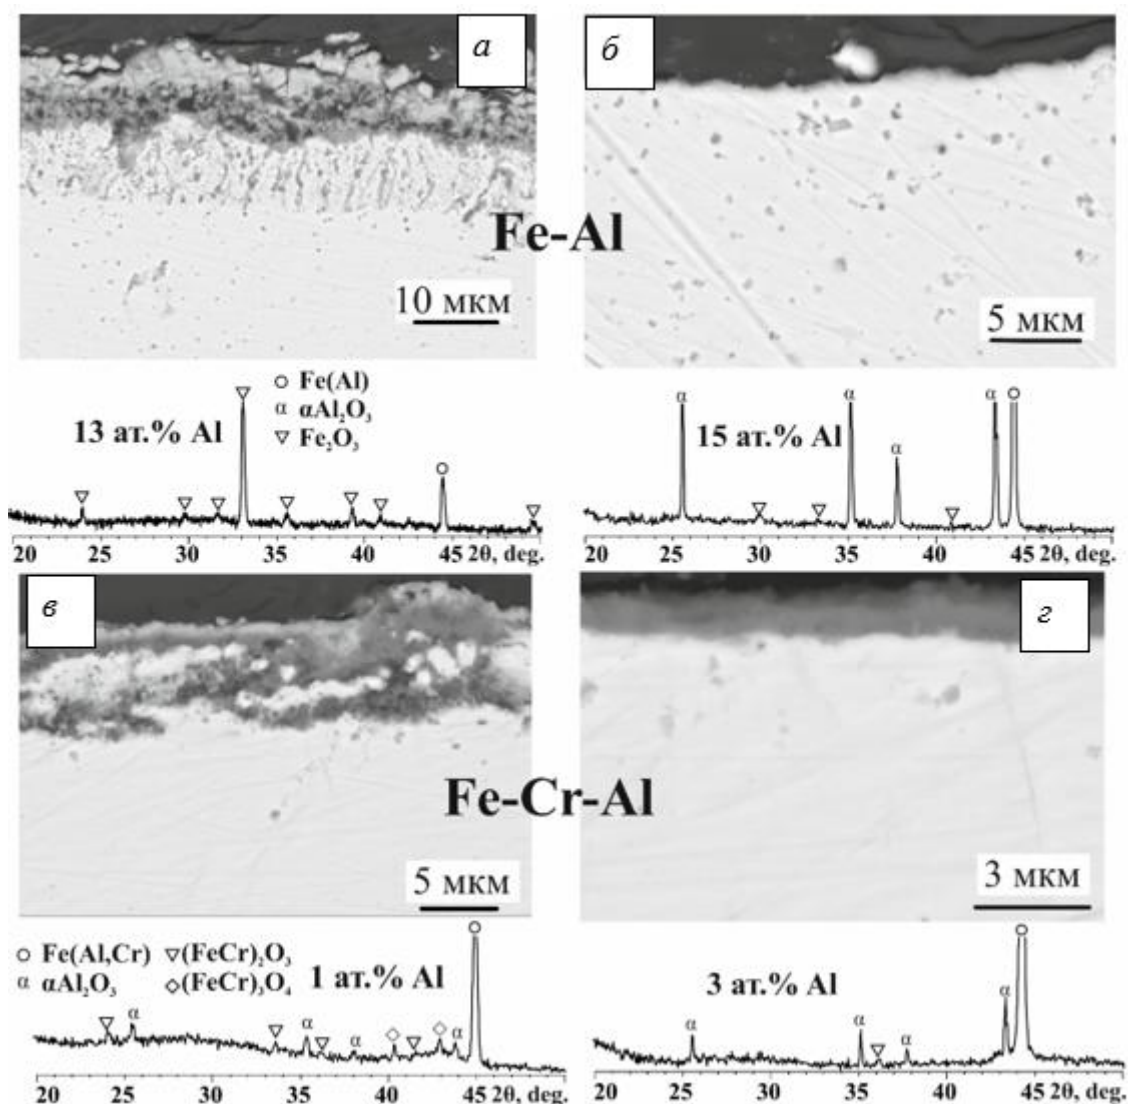 а
б
Fe-Al
10 мкм
5 мкм
○ Fe(Al)
α αAl₂O₃
▽ Fe₂O₃
13 ат.% Al
α α α α
15 ат.% Al
20 25 30 35 40 45 2θ, deg.
20 25 30 35 40 45 2θ, deg.
в
г
Fe-Cr-Al
5 мкм
3 мкм
○ Fe(Al,Cr) ▽(FeCr)₂O₃
α αAl₂O₃ ◇(FeCr)₃O₄
1 ат.% Al
α α α α
3 ат.% Al
α α α α
20 25 30 35 40 45 2θ, deg.
20 25 30 35 40 45 2θ, deg.